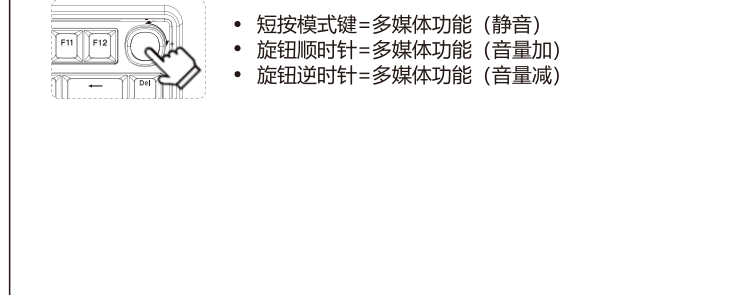 F11 F12
Del
• 短按模式键=多媒体功能（静音）
• 旋钮顺时针=多媒体功能（音量加）
• 旋钮逆时针=多媒体功能（音量减）